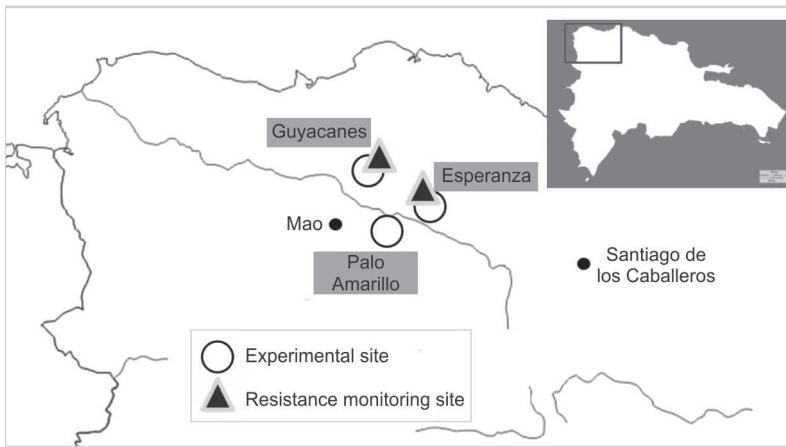 Guyacanes
Esperanza
Mao
Palo
Amarillo
Santiago de
los Caballeros
Experimental site
Resistance monitoring site